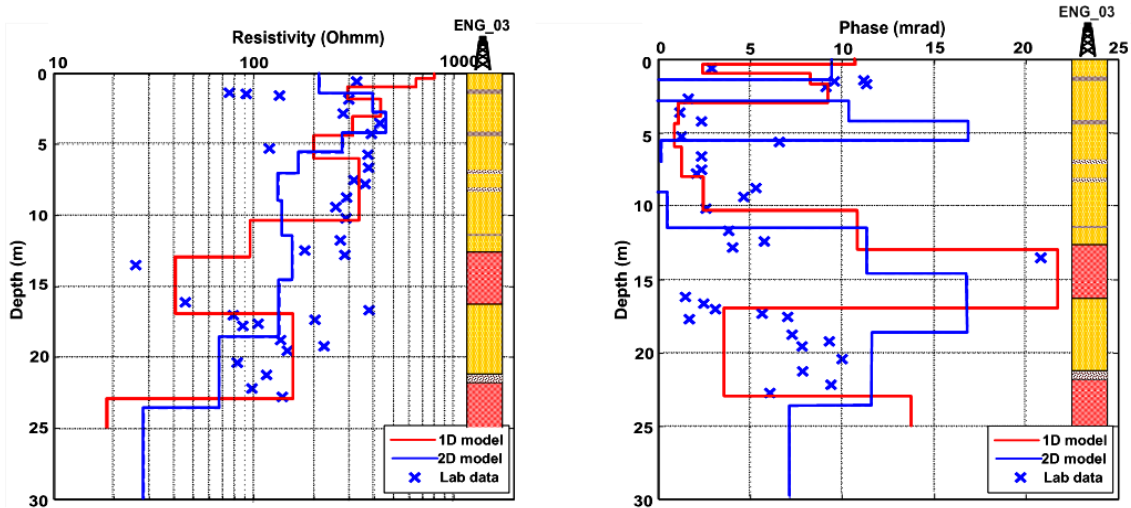 ENG_03
Resistivity (Ohmm)
10 100 1000
Depth (m)
0
5
10
15
20
25
30
1D model
2D model
Lab data
ENG_03
Phase (mrad)
0 5 10 15 20 25
Depth (m)
0
5
10
15
20
25
30
1D model
2D model
Lab data